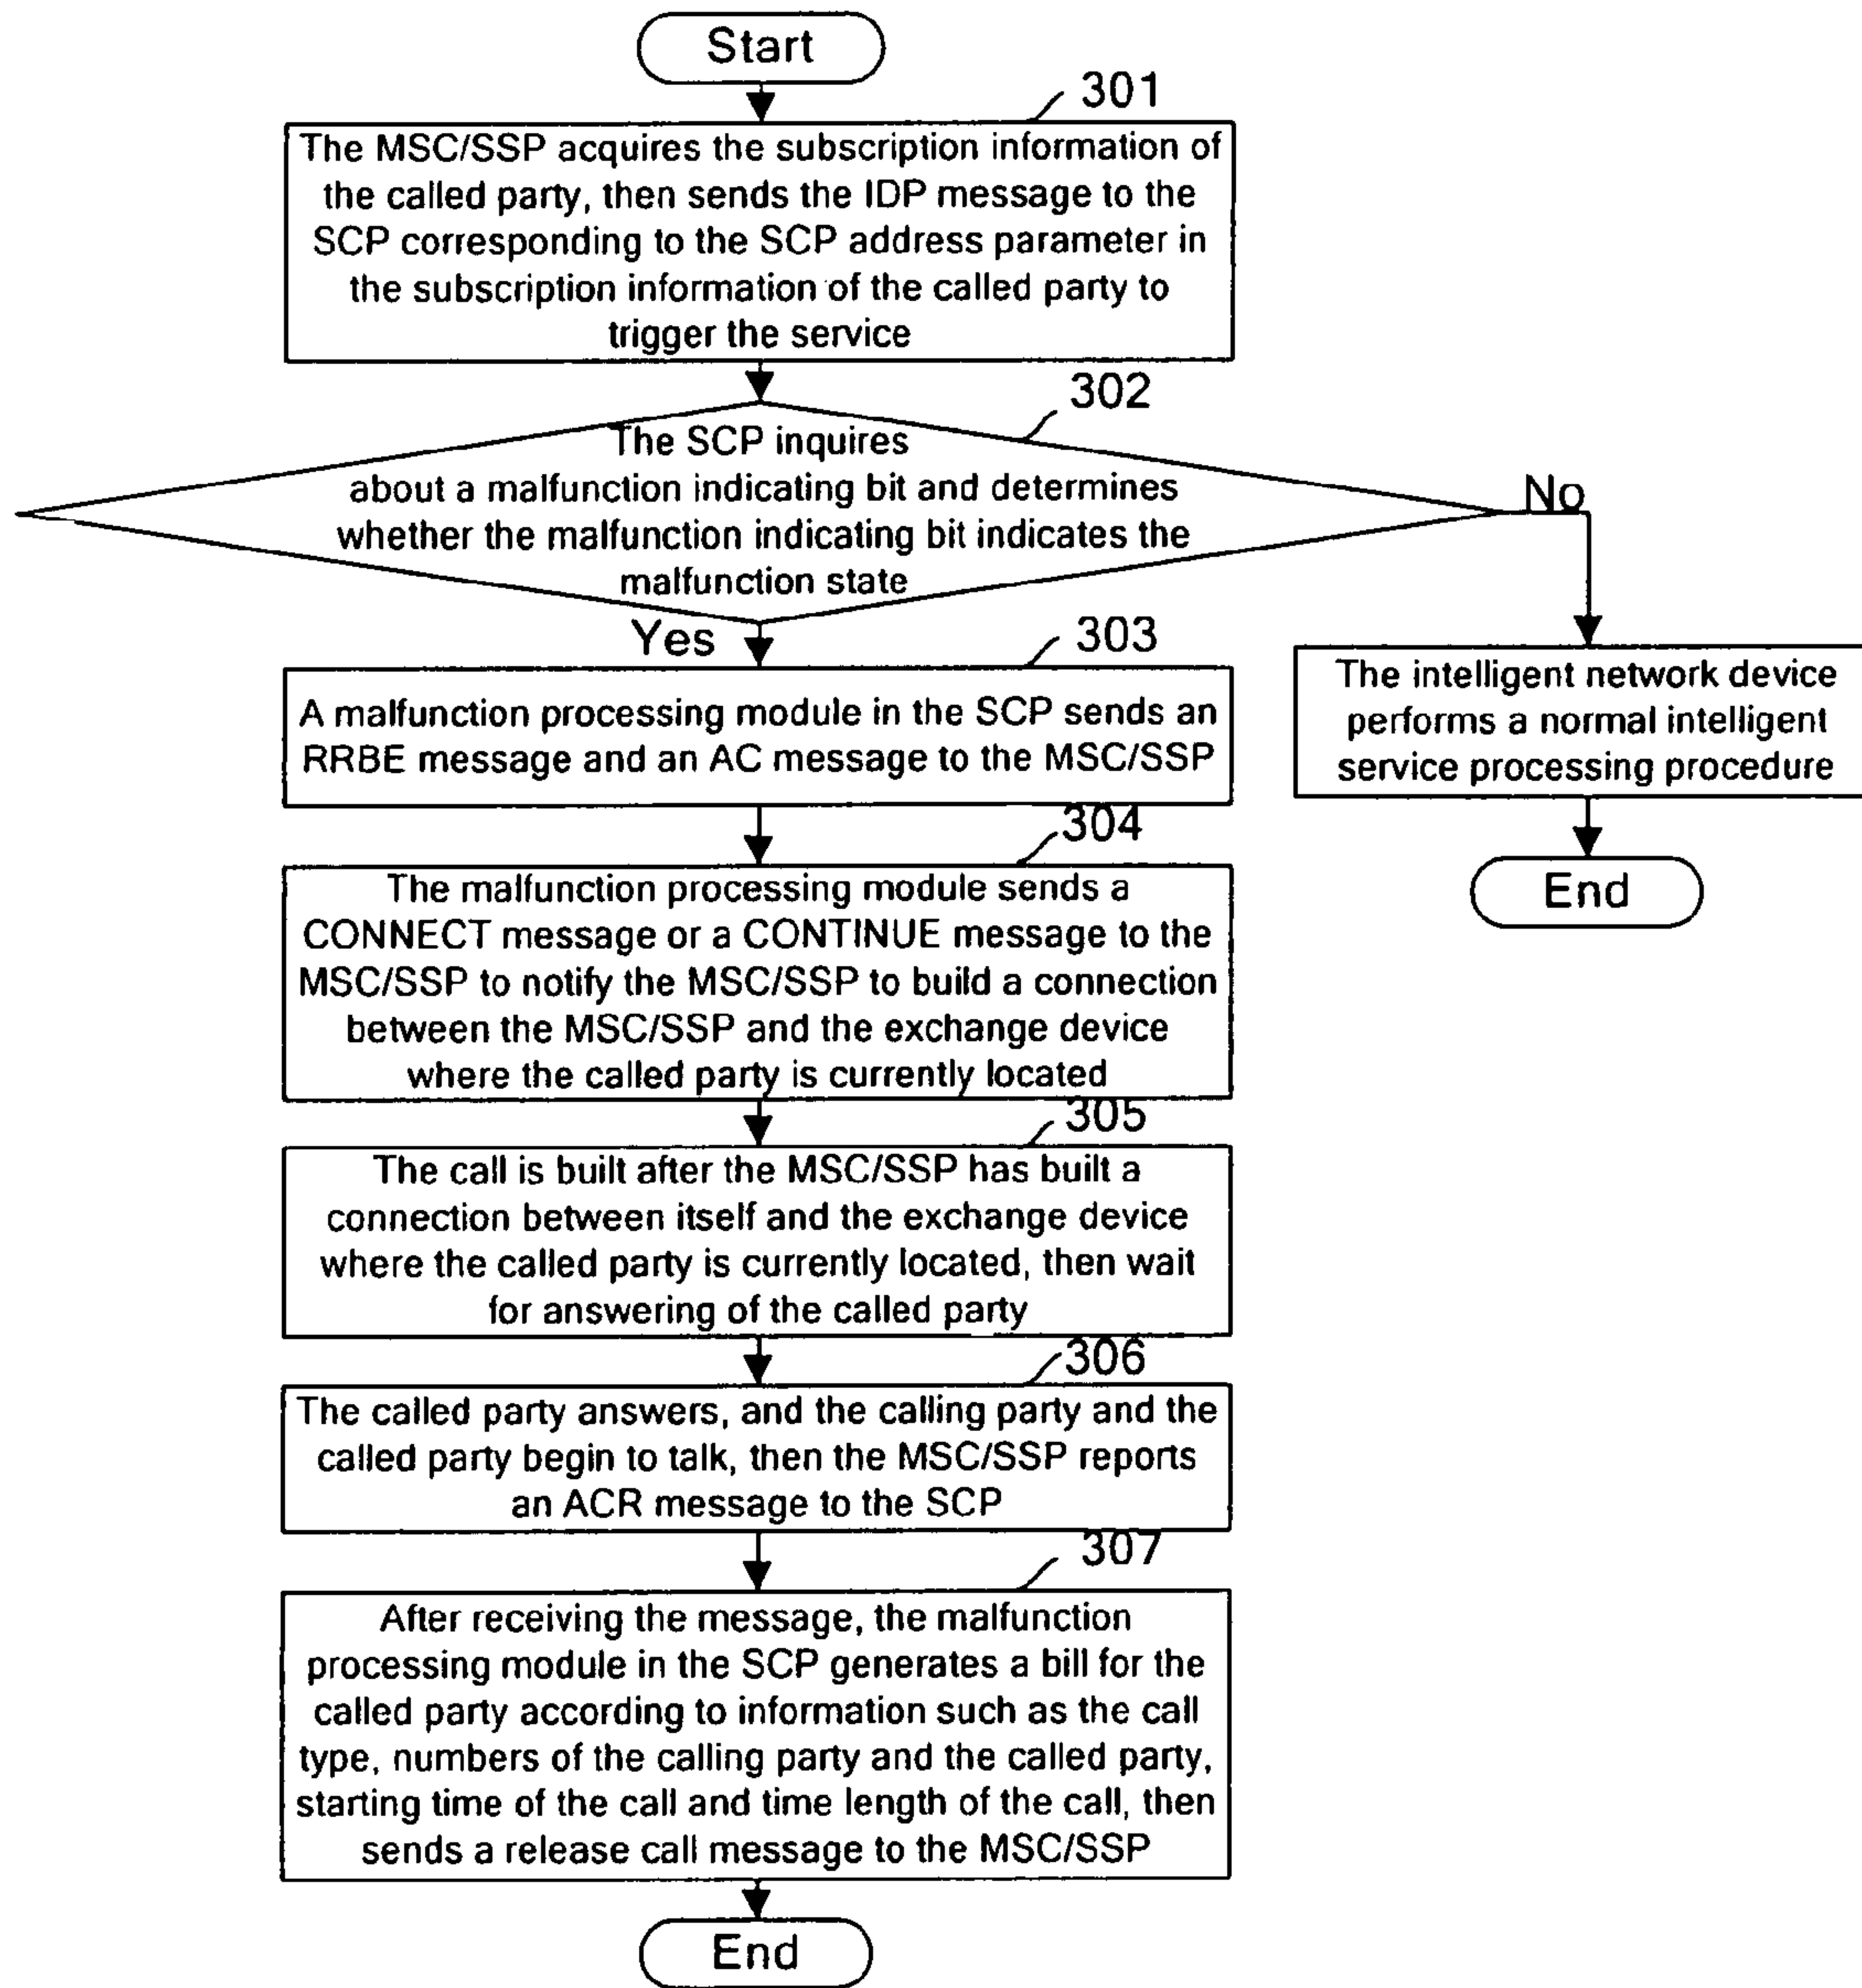 Start
301
The MSC/SSP acquires the subscription information of
the called party, then sends the IDP message to the
SCP corresponding to the SCP address parameter in
the subscription information of the called party to
trigger the service
302
The SCP inquires
about a malfunction indicating bit and determines
whether the malfunction indicating bit indicates the
malfunction state
No
Yes
The intelligent network device
performs a normal intelligent
service processing procedure
End
303
A malfunction processing module in the SCP sends an
RRBE message and an AC message to the MSC/SSP
304
The malfunction processing module sends a
CONNECT message or a CONTINUE message to the
MSC/SSP to notify the MSC/SSP to build a connection
between the MSC/SSP and the exchange device
where the called party is currently located
305
The call is built after the MSC/SSP has built a
connection between itself and the exchange device
where the called party is currently located, then wait
for answering of the called party
306
The called party answers, and the calling party and the
called party begin to talk, then the MSC/SSP reports
an ACR message to the SCP
307
After receiving the message, the malfunction
processing module in the SCP generates a bill for the
called party according to information such as the call
type, numbers of the calling party and the called party,
starting time of the call and time length of the call, then
sends a release call message to the MSC/SSP
End